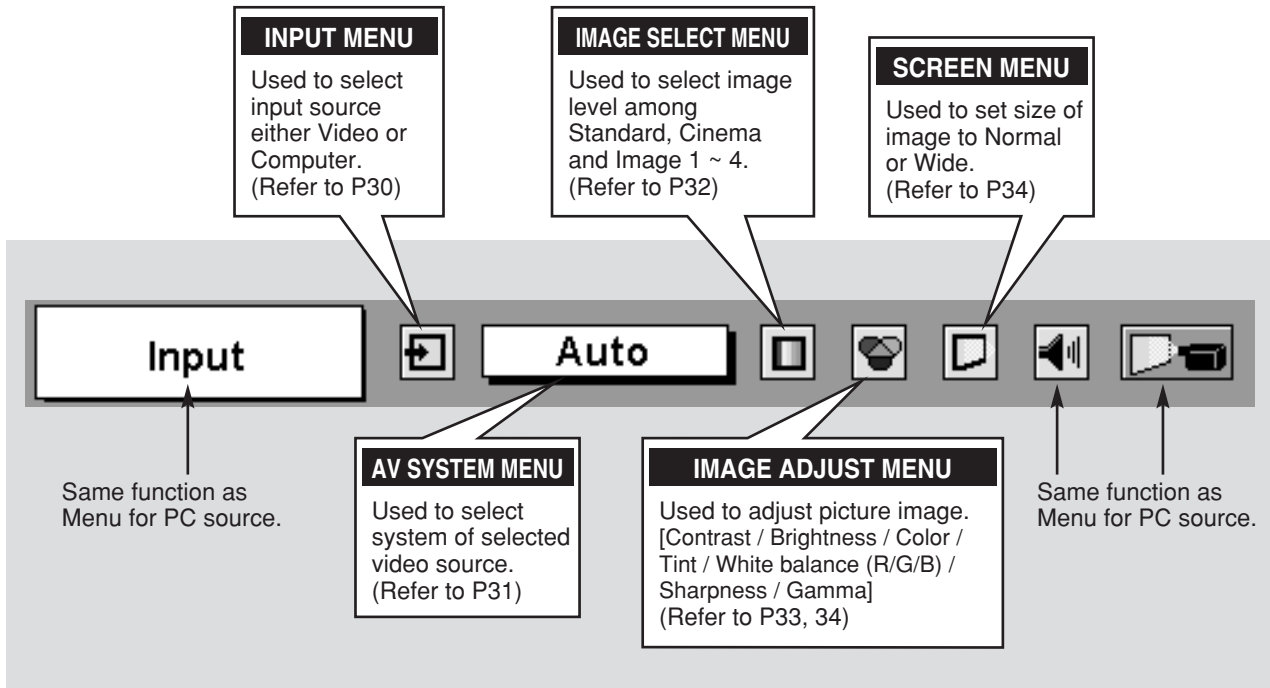 INPUT MENU
Used to select
input source
either Video or
Computer.
(Refer to P30)
IMAGE SELECT MENU
Used to select image
level among
Standard, Cinema
and Image 1 ~ 4.
(Refer to P32)
SCREEN MENU
Used to set size of
image to Normal
or Wide.
(Refer to P34)
Input
Auto
Same function as
Menu for PC source.
AV SYSTEM MENU
Used to select
system of selected
video source.
(Refer to P31)
IMAGE ADJUST MENU
Used to adjust picture image.
[Contrast / Brightness / Color /
Tint / White balance (R/G/B) /
Sharpness / Gamma]
(Refer to P33, 34)
Same function as
Menu for PC source.